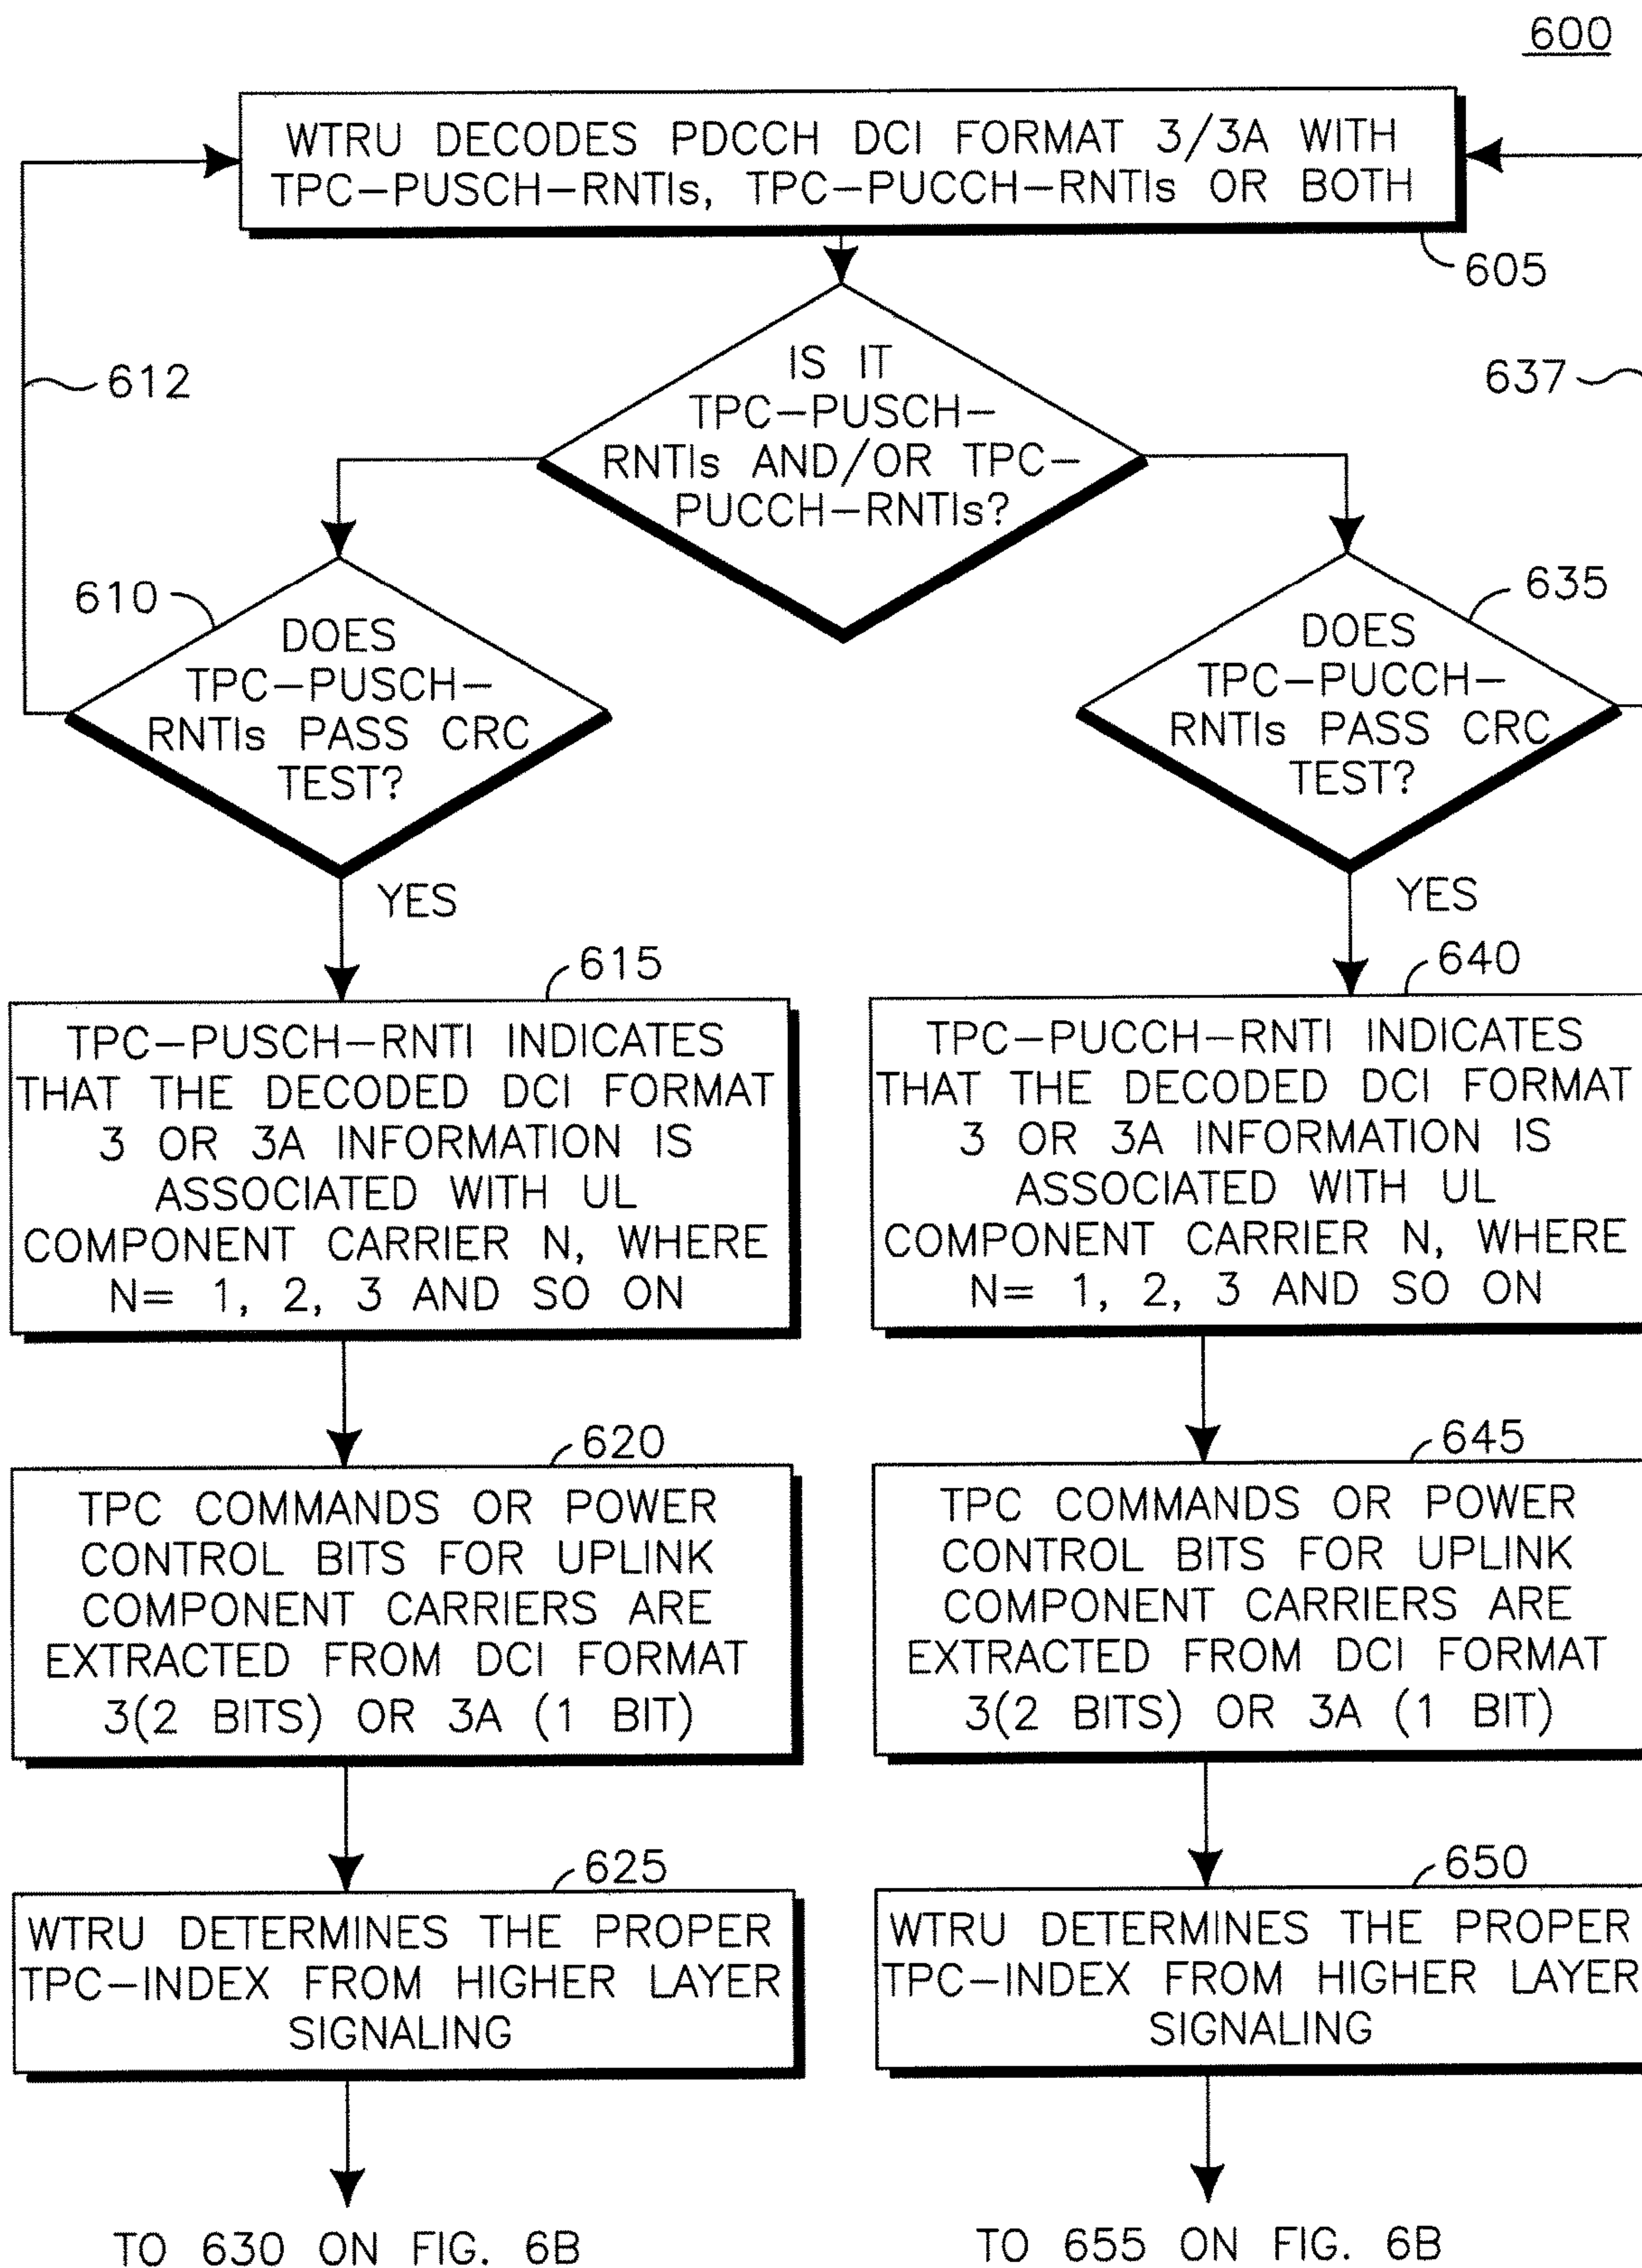 600
WTRU DECODES PDCCH DCI FORMAT 3/3A WITH
TPC-PUSCH-RNTIs, TPC-PUCCH-RNTIs OR BOTH
605
IS IT
TPC-PUSCH-
RNTIs AND/OR TPC-
PUCCH-RNTIs?
612
637
610
DOES
TPC-PUSCH-
RNTIs PASS CRC
TEST?
YES
635
DOES
TPC-PUCCH-
RNTIs PASS CRC
TEST?
YES
615
TPC-PUSCH-RNTI INDICATES
THAT THE DECODED DCI FORMAT
3 OR 3A INFORMATION IS
ASSOCIATED WITH UL
COMPONENT CARRIER N, WHERE
N= 1, 2, 3 AND SO ON
640
TPC-PUCCH-RNTI INDICATES
THAT THE DECODED DCI FORMAT
3 OR 3A INFORMATION IS
ASSOCIATED WITH UL
COMPONENT CARRIER N, WHERE
N= 1, 2, 3 AND SO ON
620
TPC COMMANDS OR POWER
CONTROL BITS FOR UPLINK
COMPONENT CARRIERS ARE
EXTRACTED FROM DCI FORMAT
3(2 BITS) OR 3A (1 BIT)
645
TPC COMMANDS OR POWER
CONTROL BITS FOR UPLINK
COMPONENT CARRIERS ARE
EXTRACTED FROM DCI FORMAT
3(2 BITS) OR 3A (1 BIT)
625
WTRU DETERMINES THE PROPER
TPC-INDEX FROM HIGHER LAYER
SIGNALING
650
WTRU DETERMINES THE PROPER
TPC-INDEX FROM HIGHER LAYER
SIGNALING
TO 630 ON FIG. 6B
TO 655 ON FIG. 6B